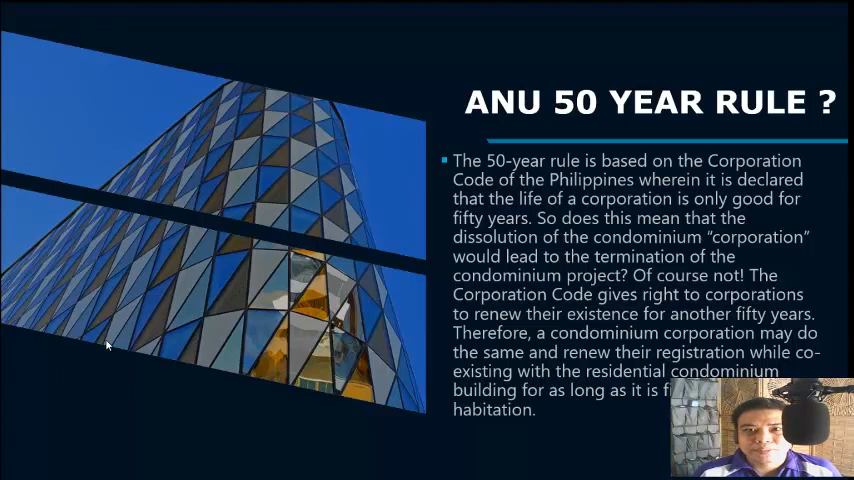 ANU 50 YEAR RULE ?
The 50-year rule is based on the Corporation
Code of the Philippines wherein it is declared
that the life of a corporation is only good for
fifty years. So does this mean that the
dissolution of the condominium “corporation”
would lead to the termination of the
condominium project? Of course not! The
Corporation Code gives right to corporations
to renew their existence for another fifty years.
Therefore, a condominium corporation may do
the same and renew their registration while co-
existing with the residential condominium
building for as long as it is
habitation.